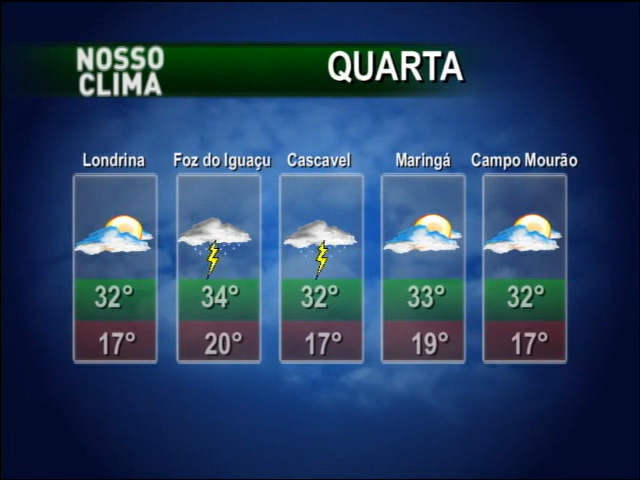 NOSSO
CLIMA
QUARTA
Londrina Foz do Iguaçu Cascavel Maringá Campo Mourão
32° 34° 32° 33° 32°
17° 20° 17° 19° 17°